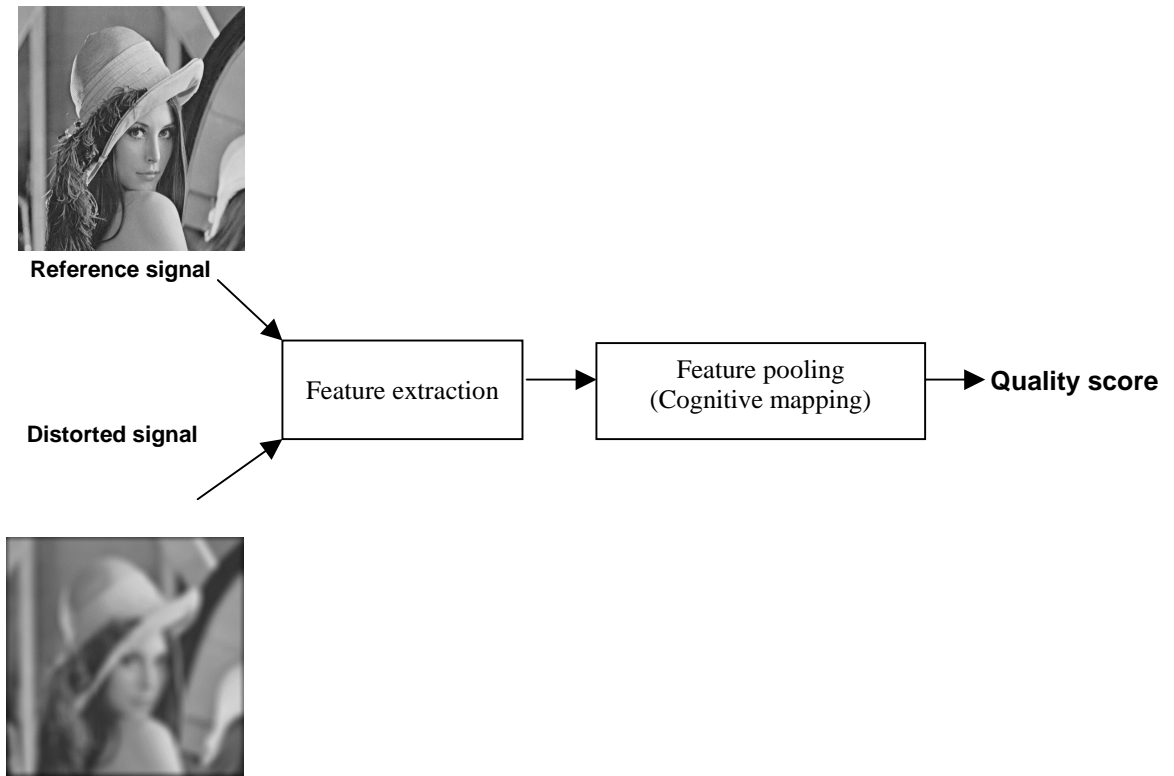 Reference signal
Distorted signal
Feature extraction
Feature pooling
(Cognitive mapping)
Quality score